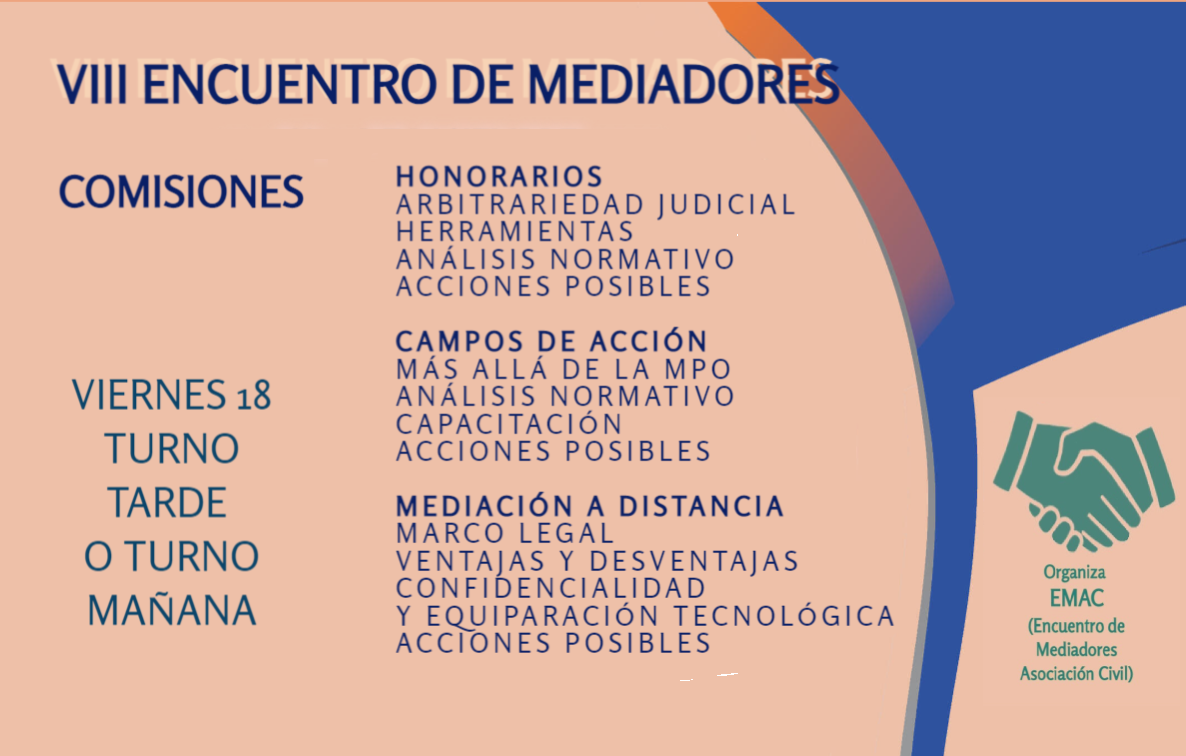 VIII ENCUENTRO DE MEDIADORES
COMISIONES
HONORARIOS
ARBITRARIEDAD JUDICIAL
HERRAMIENTAS
ANÁLISIS NORMATIVO
ACCIONES POSIBLES
CAMPOS DE ACCIÓN
MÁS ALLÁ DE LA MPO
ANÁLISIS NORMATIVO
CAPACITACIÓN
ACCIONES POSIBLES
MEDIACIÓN A DISTANCIA
MARCO LEGAL
VENTAJAS Y DESVENTAJAS
CONFIDENCIALIDAD
Y EQUIPARACIÓN TECNOLÓGICA
ACCIONES POSIBLES
VIERNES 18
TURNO
TARDE
O TURNO
MAÑANA
Organiza
EMAC
(Encuentro de
Mediadores
Asociación Civil)